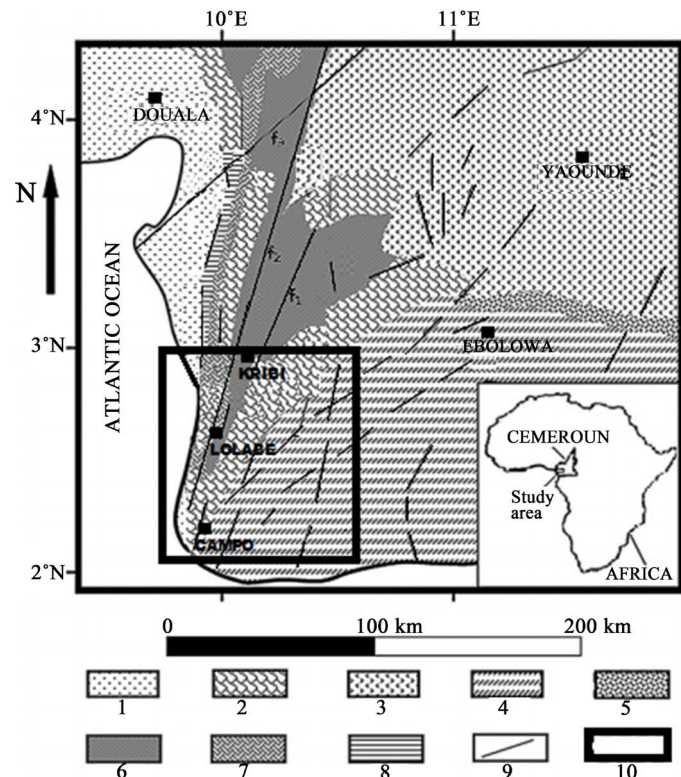 10°E 11°E
4°N
DOUALA
f3
YAOUNDE
N
f2
f1
ATLANTIC OCEAN
3°N
EBOLOWA
KRIBI
LOLABE
CEMEROUN
Study
area
CAMPO
AFRICA
2°N
0 100 km 200 km
1 2 3 4 5
6 7 8 9 10